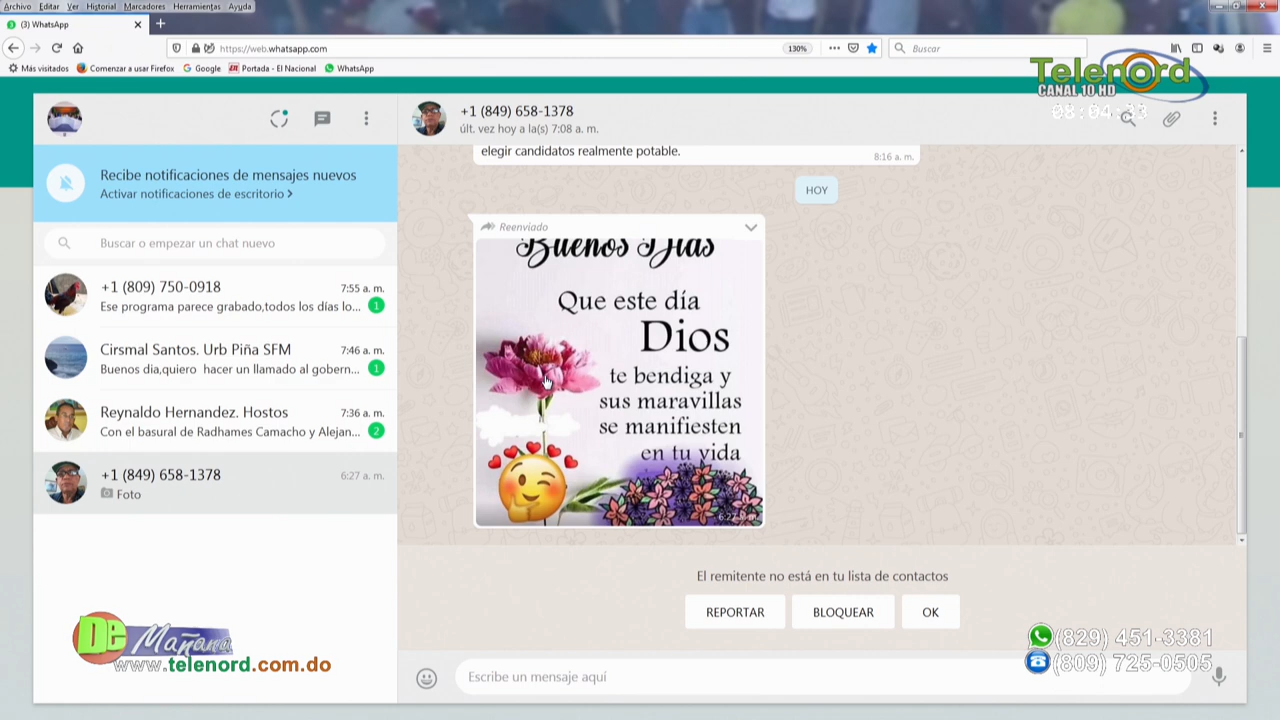 Archivo Editar Ver Historial Marcadores Herramientas Ayuda
(3) WhatsApp
https://web.whatsapp.com
130%
Buscar
Más visitados Comenzar a usar Firefox Google Portada - El Nacional WhatsApp
Telenord
CANAL 10.HD
+1 (849) 658-1378
últ. vez hoy a la(s) 7:08 a. m.
elegir candidatos realmente potable.
8:16 a. m.
HOY
Recibe notificaciones de mensajes nuevos
Activar notificaciones de escritorio >
Buscar o empezar un chat nuevo
+1 (809) 750-0918 7:55 a. m.
Ese programa parece grabado,todos los días lo... 1
Cirsmal Santos. Urb Piña SFM 7:46 a. m.
Buenos dia,quiero hacer un llamado al gobern... 1
Reynaldo Hernandez. Hostos 7:36 a. m.
Con el basural de Radhames Camacho y Alejan... 2
+1 (849) 658-1378 6:27 a. m.
Foto
Reenviado
Buenos Días
Que este día
Dios
te bendiga y
sus maravillas
se manifiesten
en tu vida
El remitente no está en tu lista de contactos
REPORTAR BLOQUEAR OK
Escribe un mensaje aquí
De Mañana
www.telenord.com.do
(829) 451-3381
(809) 725-0505